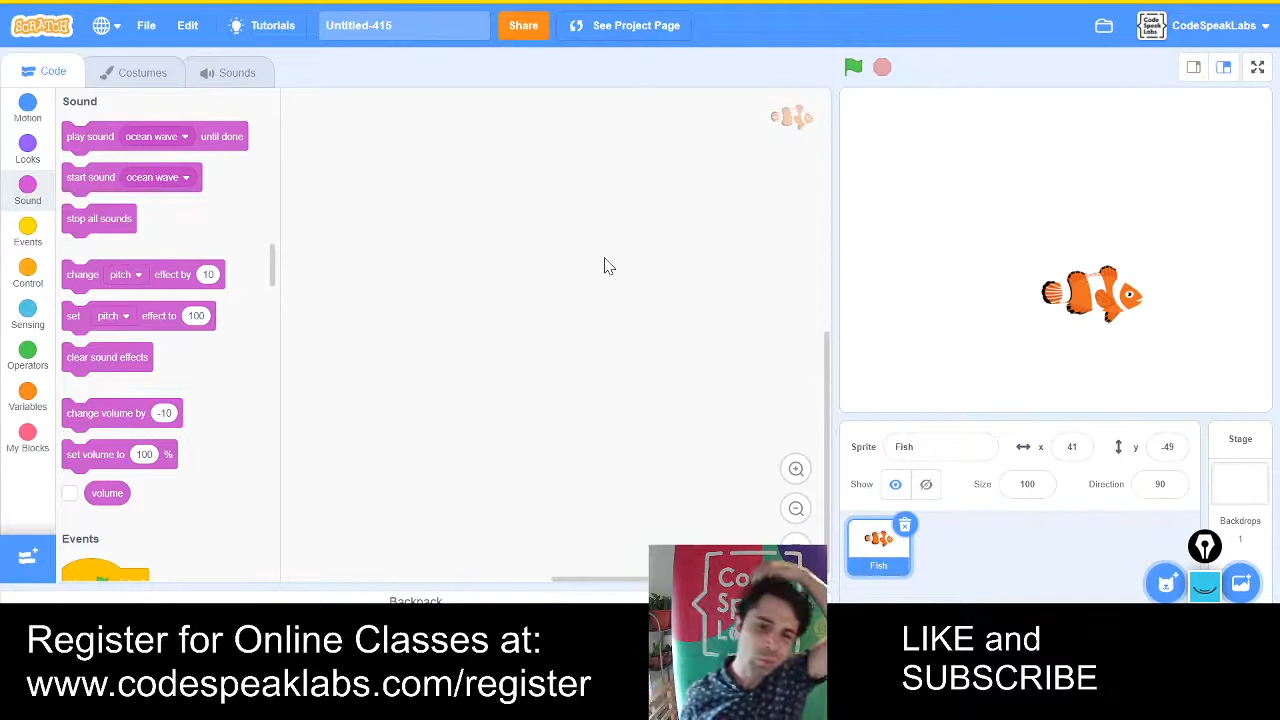 SCRATCH File Edit Tutorials Untitled-415 Share See Project Page Code Speak Labs CodeSpeakLabs
Code Costumes Sounds
Motion
Looks
Sound
Events
Control
Sensing
Operators
Variables
My Blocks
Sound
play sound ocean wave until done
start sound ocean wave
stop all sounds
change pitch effect by 10
set pitch effect to 100
clear sound effects
change volume by -10
set volume to 100 %
volume
Events
Backpack
Sprite Fish x 41 y -49
Show Size 100 Direction 90
Fish
Stage
Backdrops
1
Register for Online Classes at:
www.codespeaklabs.com/register
LIKE and
SUBSCRIBE